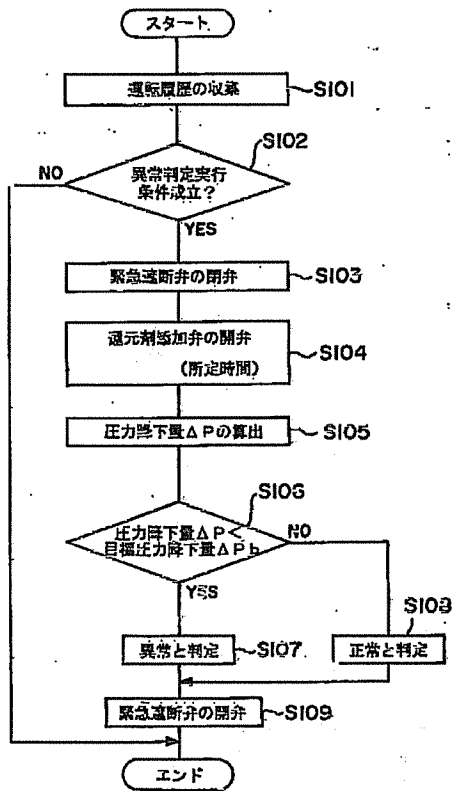 スタート
運転履歴の収集
S101
S102
異常判定実行
条件成立?
NO
YES
緊急遮断弁の閉弁
S103
還元剤添加弁の開弁
(所定時間)
S104
圧力降下量ΔPの算出
S105
S106
圧力降下量ΔP<
目標圧力降下量ΔPb
NO
YES
異常と判定
S107
S108
正常と判定
緊急遮断弁の開弁
S109
エンド